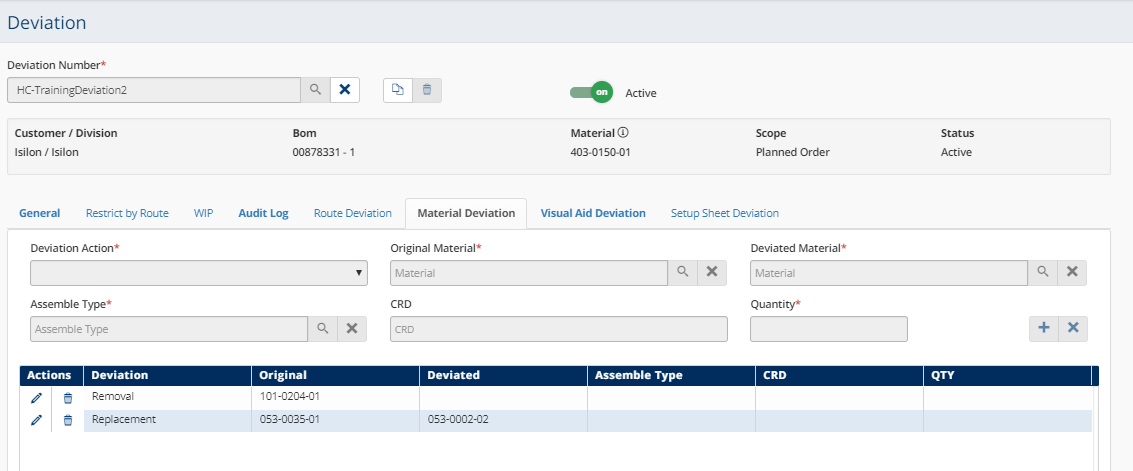 Deviation
Deviation Number*
HC-TrainingDeviation2
on Active
Customer / Division Bom Material Scope Status
Isilon / Isilon 00878331 - 1 403-0150-01 Planned Order Active
General Restrict by Route WIP Audit Log Route Deviation Material Deviation Visual Aid Deviation Setup Sheet Deviation
Deviation Action* Original Material* Deviated Material*
Material Material
Assemble Type* CRD Quantity*
Assemble Type CRD
Actions Deviation Original Deviated Assemble Type CRD QTY
Removal 101-0204-01
Replacement 053-0035-01 053-0002-02